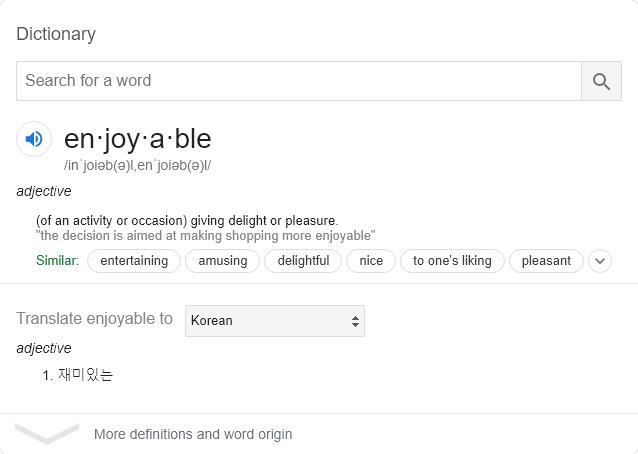 Dictionary
Search for a word
en·joy·a·ble
/inˈjoiəb(ə)l,enˈjoiəb(ə)l/
adjective
(of an activity or occasion) giving delight or pleasure.
"the decision is aimed at making shopping more enjoyable"
Similar: entertaining amusing delightful nice to one's liking pleasant
Translate enjoyable to Korean
adjective
1. 재미있는
More definitions and word origin